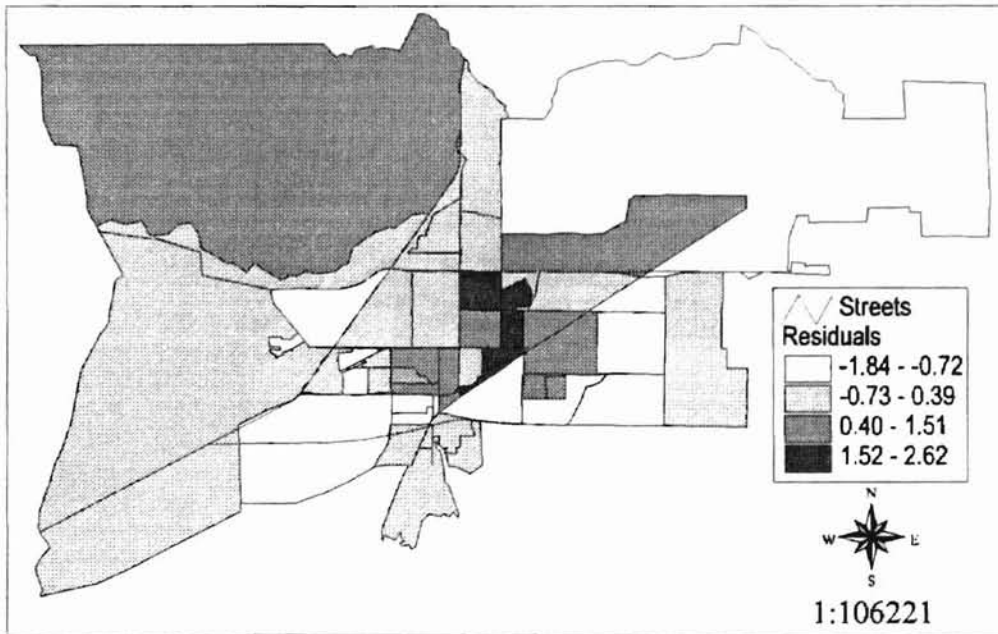 Streets
Residuals
-1.84 - -0.72
-0.73 - 0.39
0.40 - 1.51
1.52 - 2.62
N
W E
S
1:106221